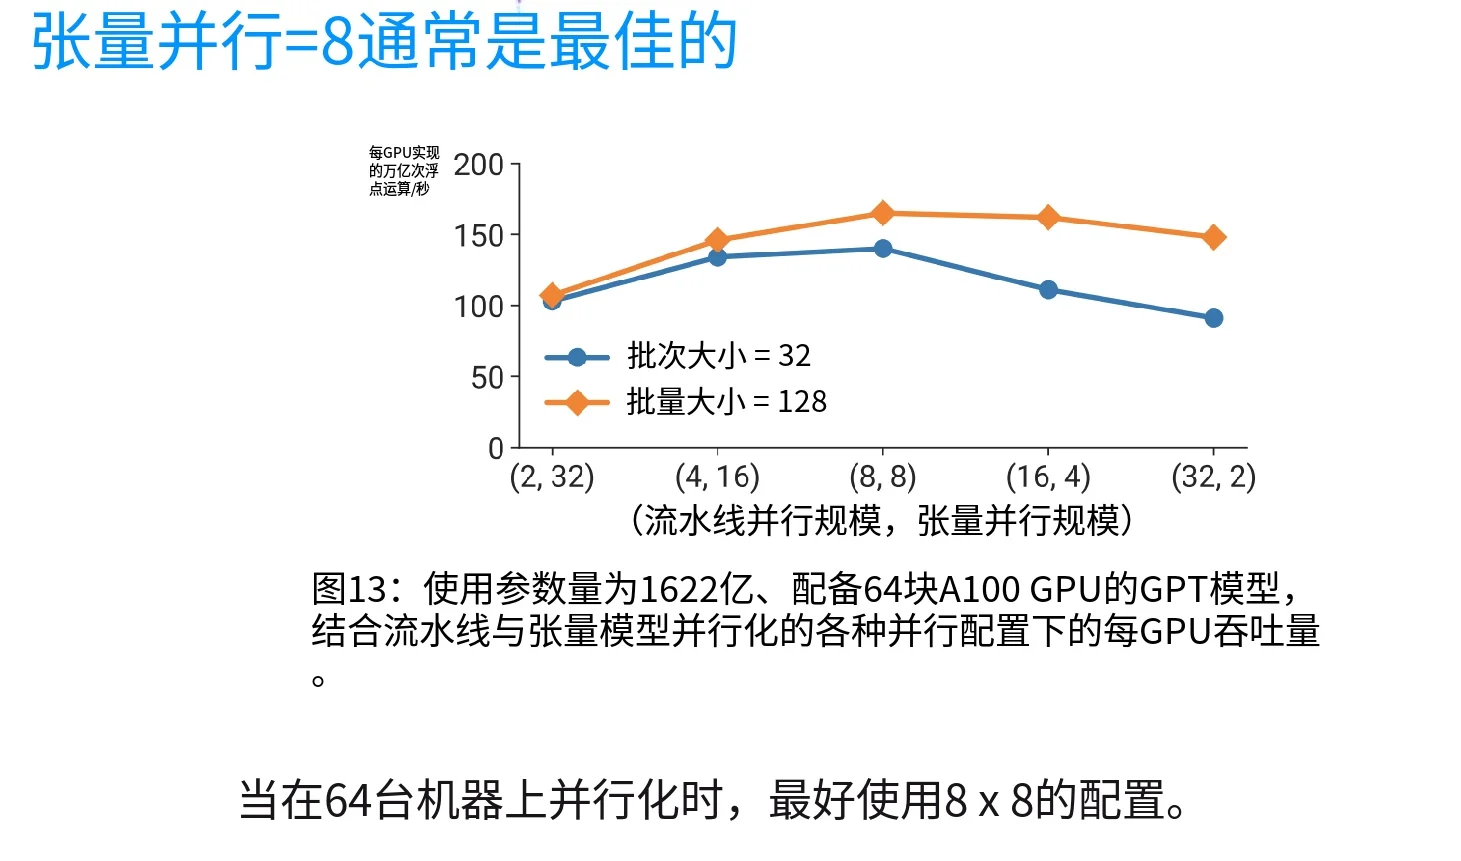 张量并行=8通常是最佳的
每GPU实现
的万亿次浮
点运算/秒
200
150
100
50
0
批次大小 = 32
批量大小 = 128
(2, 32) (4, 16) (8, 8) (16, 4) (32, 2)
（流水线并行规模，张量并行规模）
图13：使用参数量为1622亿、配备64块A100 GPU的GPT模型，
结合流水线与张量模型并行化的各种并行配置下的每GPU吞吐量
。
当在64台机器上并行化时，最好使用8 x 8的配置。